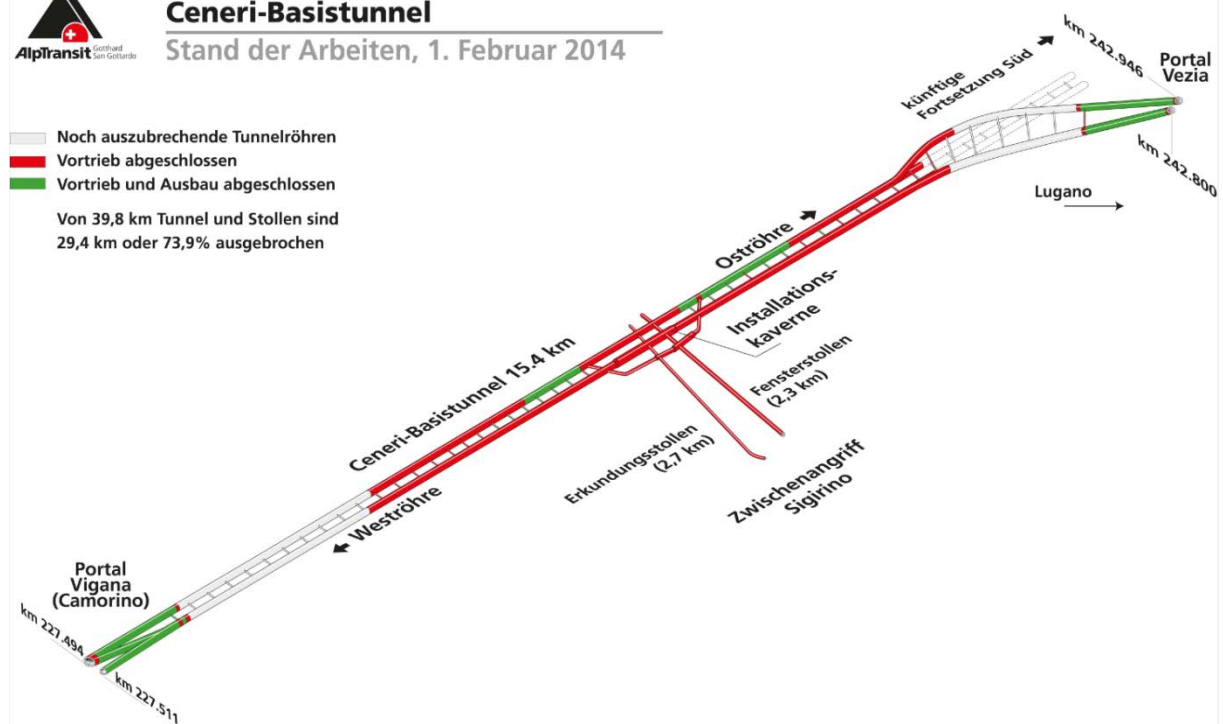 Ceneri-Basistunnel
Stand der Arbeiten, 1. Februar 2014
AlpTransit Gotthard
San Gottardo
Noch auszubrechende Tunnelröhren
Vortrieb abgeschlossen
Vortrieb und Ausbau abgeschlossen
Von 39,8 km Tunnel und Stollen sind
29,4 km oder 73,9% ausgebrochen
km 242.946
Portal
Vezia
künftige
Fortsetzung Süd
km 242.800
Lugano
Oströhre
Installations-
kaverne
Ceneri-Basistunnel 15.4 km
Fensterstollen
(2,3 km)
Erkundungsstollen
(2,7 km)
Zwischenangriff
Sigirino
Weströhre
Portal
Vigana
(Camorino)
km 227.494
km 227.511